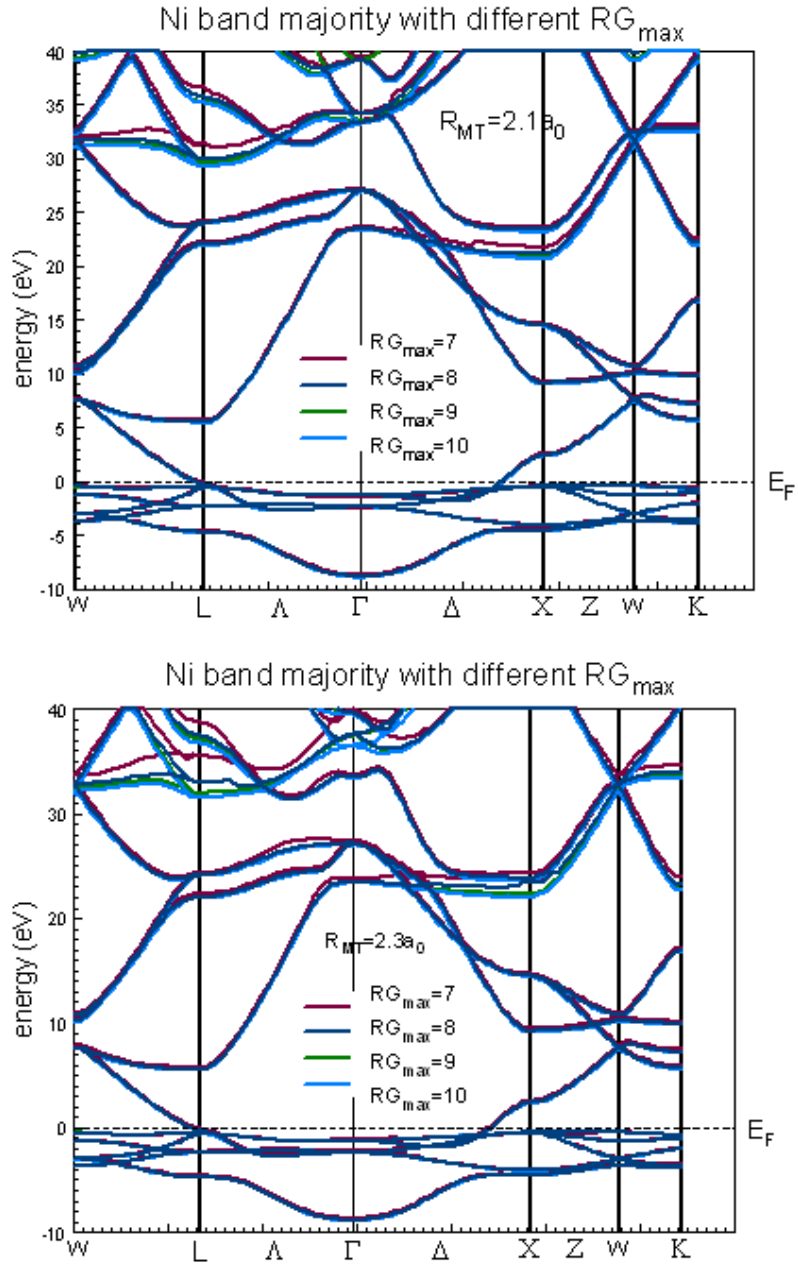 Ni band majority with different RGmax
40
35
30
25
20
15
10
5
0
-5
-10
energy (eV)
RMT=2.1a0
RGmax=7
RGmax=8
RGmax=9
RGmax=10
EF
W L Λ Γ Δ X Z W K
Ni band majority with different RGmax
40
30
20
10
0
-10
energy (eV)
RMT=2.3a0
RGmax=7
RGmax=8
RGmax=9
RGmax=10
EF
W L Λ Γ Δ X Z W K